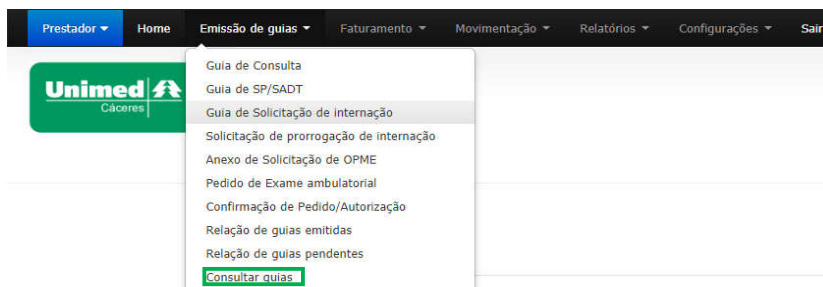 Prestador Home Emissão de guias Faturamento Movimentação Relatórios Configurações Sair
Unimed
Cáceres
Guia de Consulta
Guia de SP/SADT
Guia de Solicitação de internação
Solicitação de prorrogação de internação
Anexo de Solicitação de OPME
Pedido de Exame ambulatorial
Confirmação de Pedido/Autorização
Relação de guias emitidas
Relação de guias pendentes
Consultar guias